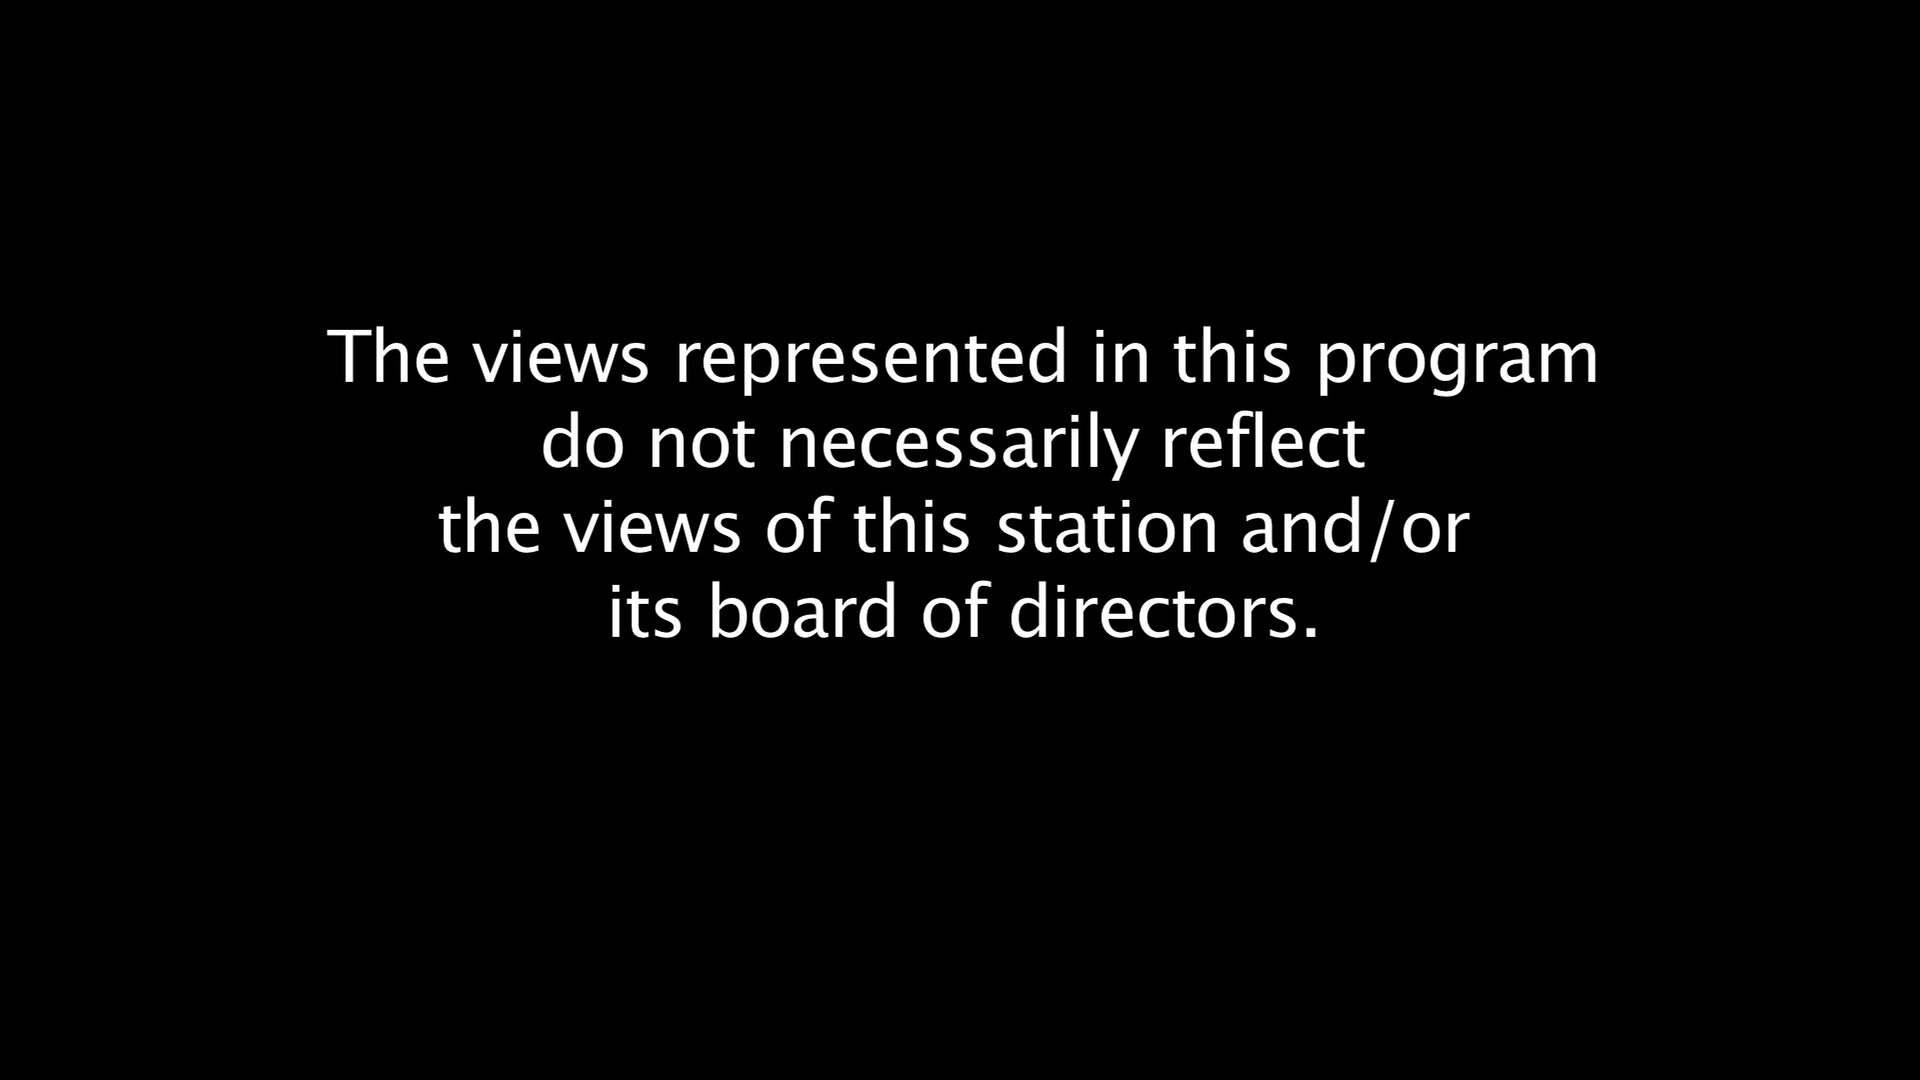 The views represented in this program
do not necessarily reflect
the views of this station and/or
its board of directors.